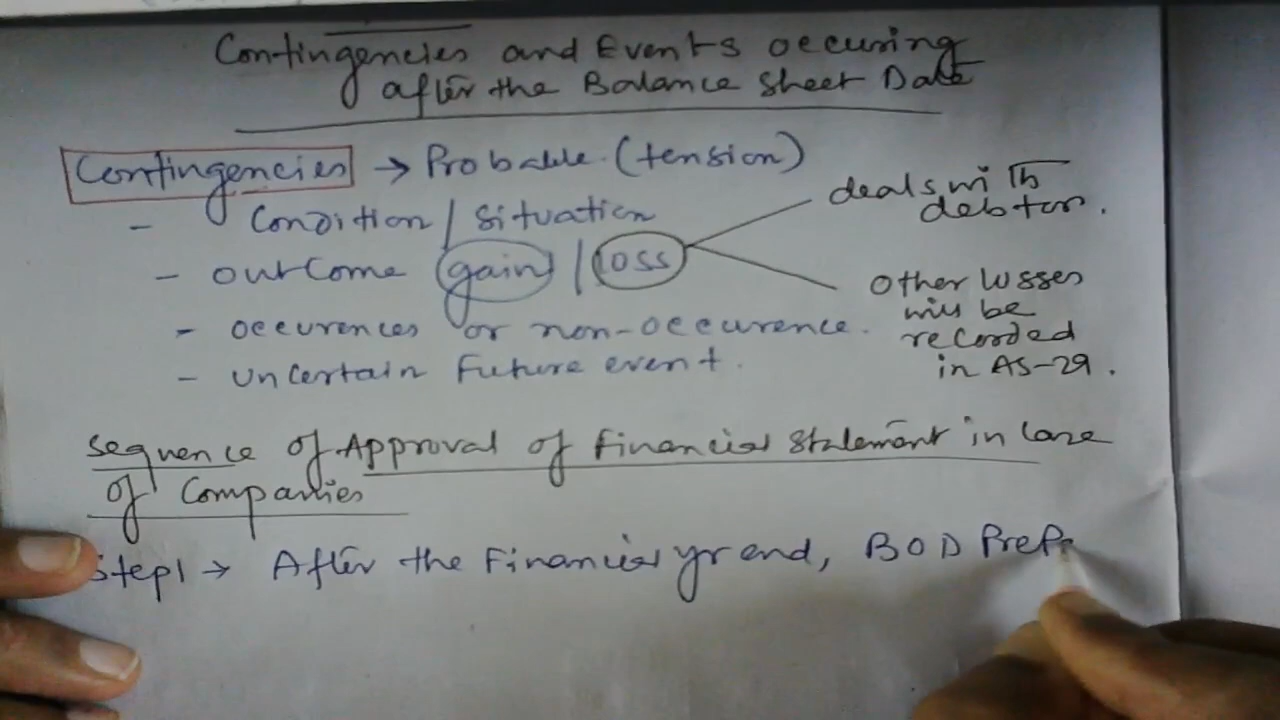 Contingencies and Events occuring
after the Balance Sheet Date
Contingencies → Probable (tension)
- Condition / Situation
- outcome gain / loss
deals with
debtor.
- occurences or non-occurence.
- uncertain future event.
Other losses
will be
recorded
in AS-29.
Sequence of Approval of Financial Statement in Case
of Companies
Step1 → After the Financial yr end, BOD Prepa